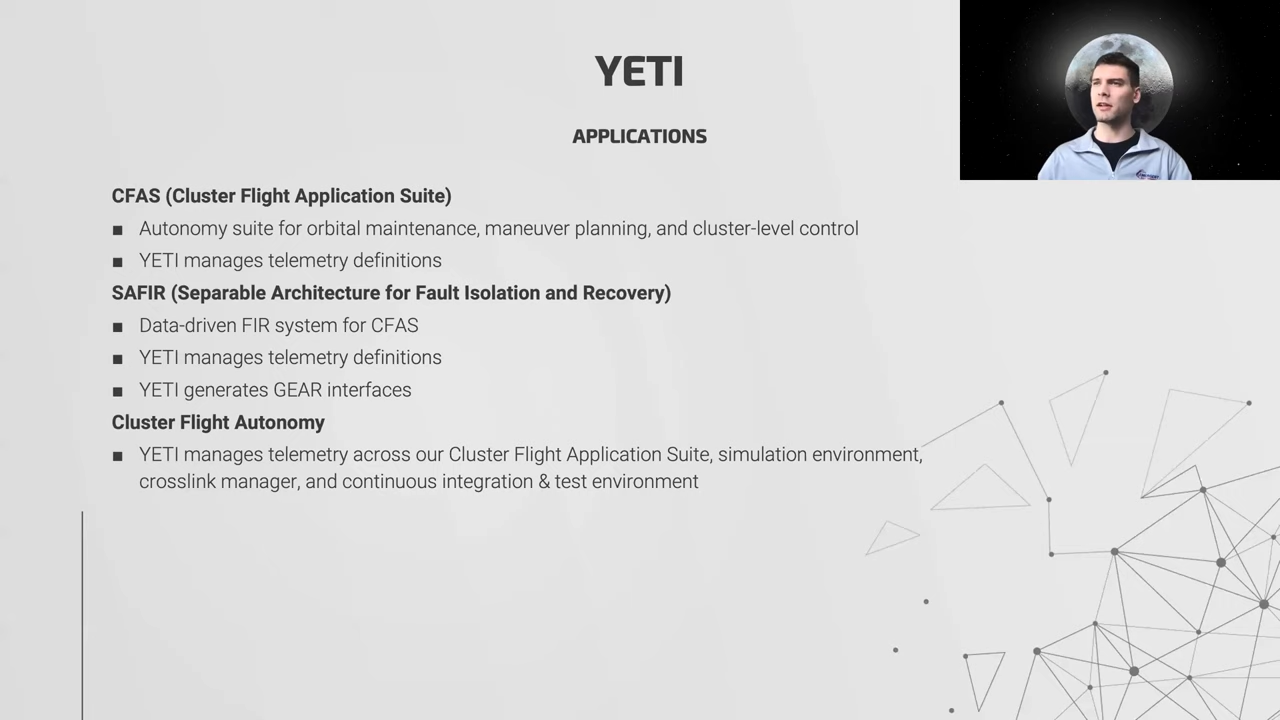 YETI
APPLICATIONS
CFAS (Cluster Flight Application Suite)
■ Autonomy suite for orbital maintenance, maneuver planning, and cluster-level control
■ YETI manages telemetry definitions
SAFIR (Separable Architecture for Fault Isolation and Recovery)
■ Data-driven FIR system for CFAS
■ YETI manages telemetry definitions
■ YETI generates GEAR interfaces
Cluster Flight Autonomy
■ YETI manages telemetry across our Cluster Flight Application Suite, simulation environment,
crosslink manager, and continuous integration & test environment